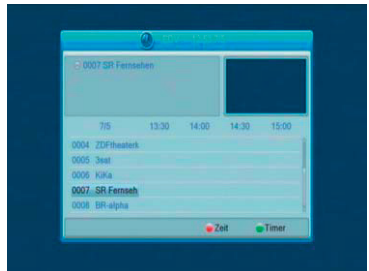 0007 SR Fernsehen
7/5 13:30 14:00 14:30 15:00
0004 ZDFtheaterk
0005 3sat
0006 KiKa
0007 SR Fernseh
0008 BR-alpha
Zeit Timer